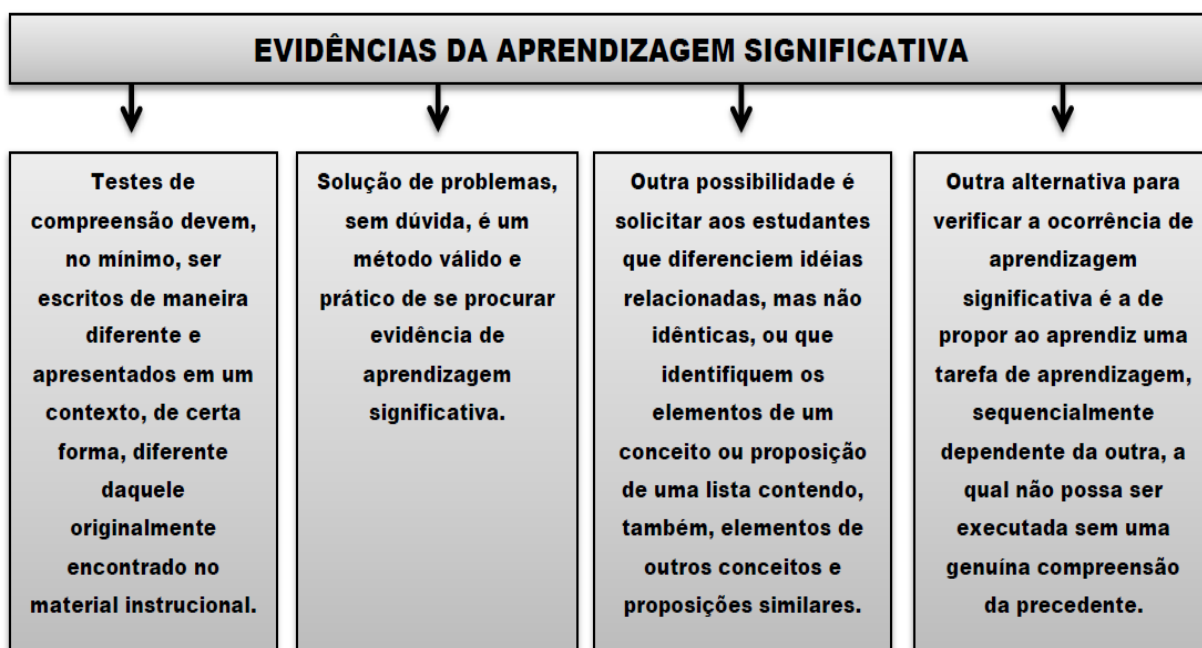 EVIDÊNCIAS DA APRENDIZAGEM SIGNIFICATIVA
Testes de
compreensão devem,
no mínimo, ser
escritos de maneira
diferente e
apresentados em um
contexto, de certa
forma, diferente
daquele
originalmente
encontrado no
material instrucional.
Solução de problemas,
sem dúvida, é um
método válido e
prático de se procurar
evidência de
aprendizagem
significativa.
Outra possibilidade é
solicitar aos estudantes
que diferenciem idéias
relacionadas, mas não
idênticas, ou que
identifiquem os
elementos de um
conceito ou proposição
de uma lista contendo,
também, elementos de
outros conceitos e
proposições similares.
Outra alternativa para
verificar a ocorrência de
aprendizagem
significativa é a de
propor ao aprendiz uma
tarefa de aprendizagem,
sequencialmente
dependente da outra, a
qual não possa ser
executada sem uma
genuína compreensão
da precedente.